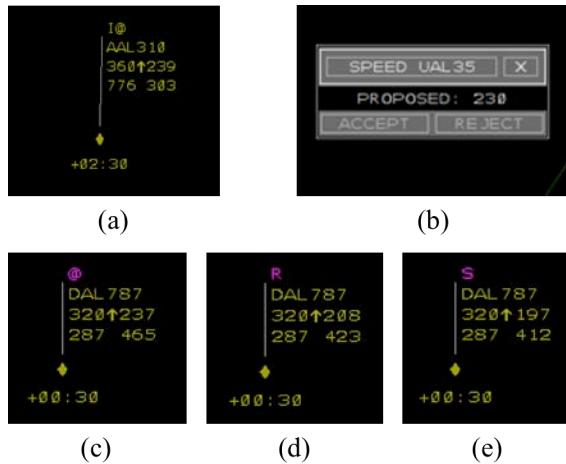 I@
AAL310
360↑239
776 303
+02:30
(a)
SPEED UAL35 X
PROPOSED: 230
ACCEPT REJECT
(b)
@
DAL787
320↑237
287 465
+00:30
(c)
R
DAL787
320↑208
287 423
+00:30
(d)
S
DAL787
320↑197
287 412
+00:30
(e)